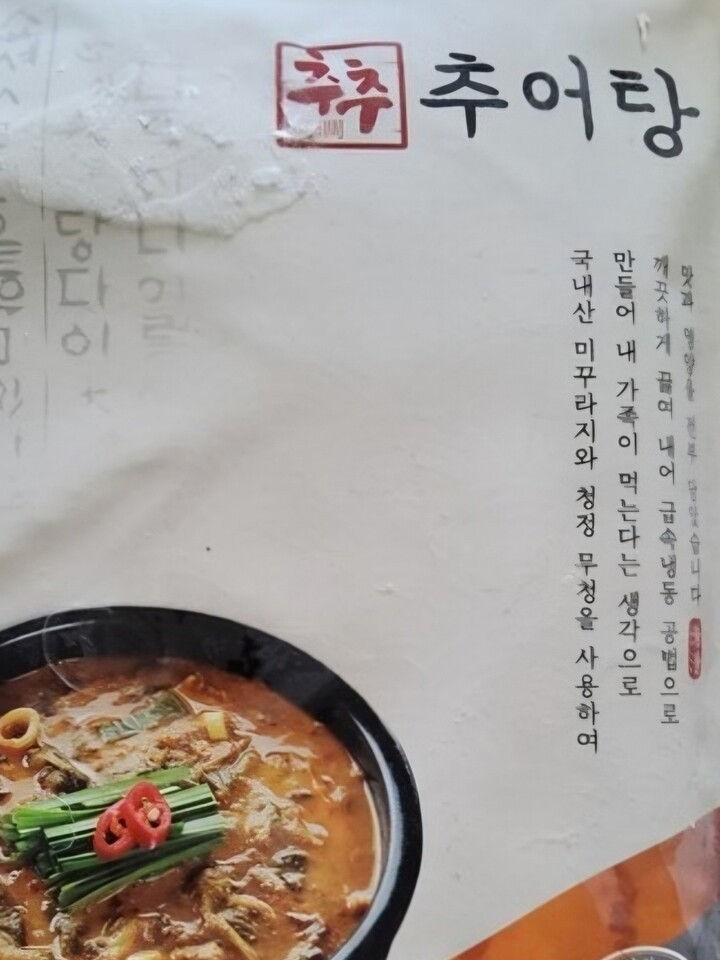 추추 추어탕
국내산 미꾸라지와 청정 무청을 사용하여
만들어 내 가족이 먹는다는 생각으로
깨끗하게 끓여 내어 급속냉동 공법으로
맛과 영양을 전부 담았습니다